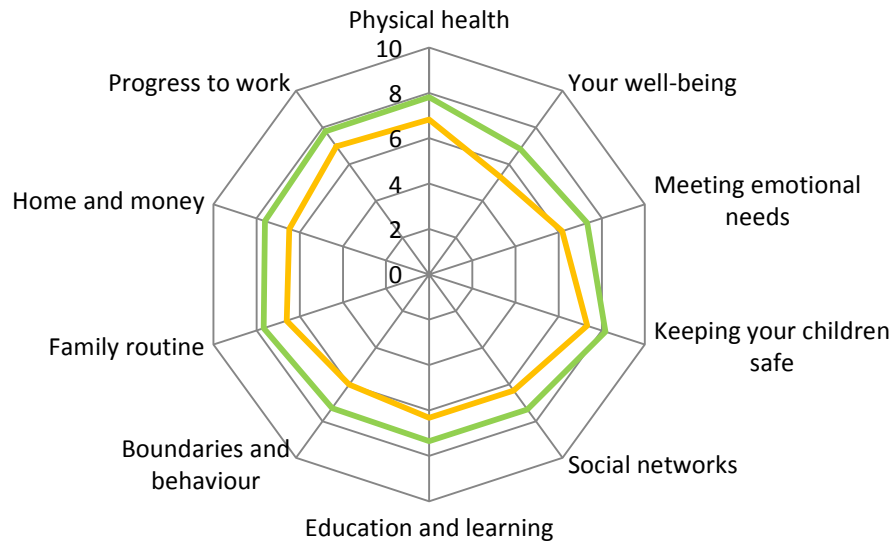 Physical health
10
Progress to work
Your well-being
8
6
Meeting emotional
needs
Home and money
4
2
0
Keeping your children
safe
Family routine
Boundaries and
behaviour
Social networks
Education and learning